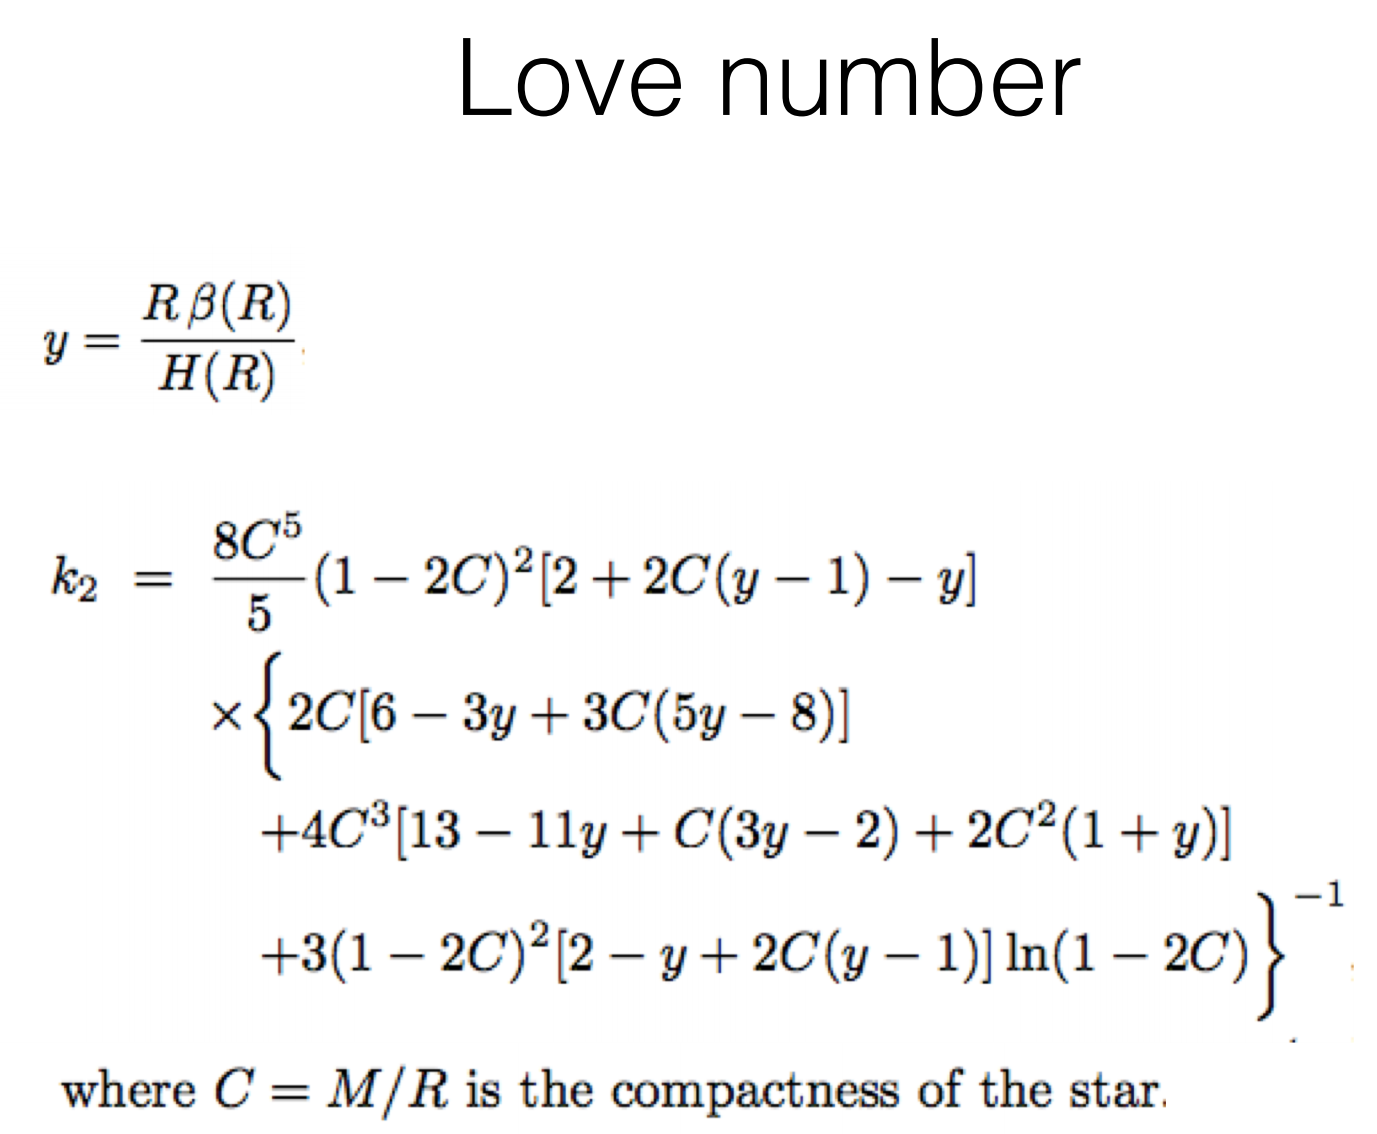 Love number
y = Rβ(R) / H(R)
k₂ = 8C⁵/5 (1 − 2C)²[2 + 2C(y − 1) − y]
×{2C[6 − 3y + 3C(5y − 8)]
+4C³[13 − 11y + C(3y − 2) + 2C²(1 + y)]
+3(1 − 2C)²[2 − y + 2C(y − 1)] ln(1 − 2C)}⁻¹
where C = M/R is the compactness of the star.